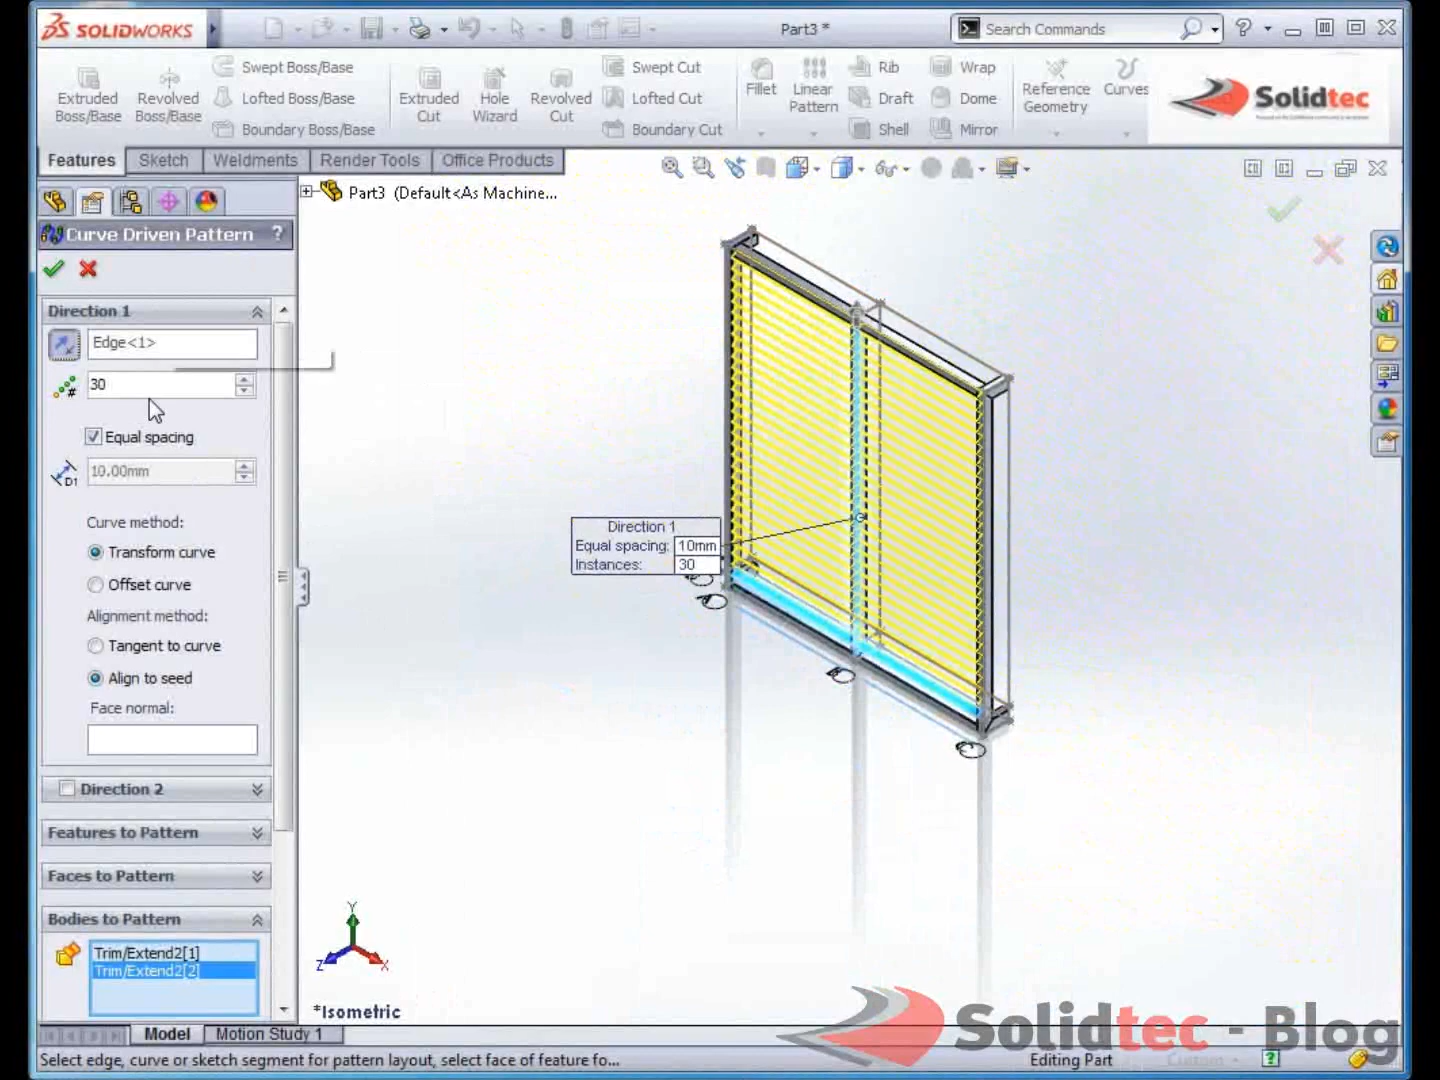 SOLIDWORKS
Part3 *
Search Commands
Extruded Boss/Base
Revolved Boss/Base
Swept Boss/Base
Lofted Boss/Base
Boundary Boss/Base
Extruded Cut
Hole Wizard
Revolved Cut
Swept Cut
Lofted Cut
Boundary Cut
Fillet
Linear Pattern
Rib
Draft
Shell
Wrap
Dome
Mirror
Reference Geometry
Curves
Solidtec
Features
Sketch
Weldments
Render Tools
Office Products
Part3 (Default<As Machine...
Curve Driven Pattern ?
Direction 1
Edge<1>
30
Equal spacing
10.00mm
D1
Curve method:
Transform curve
Offset curve
Alignment method:
Tangent to curve
Align to seed
Face normal:
Direction 2
Features to Pattern
Faces to Pattern
Bodies to Pattern
Trim/Extend2[1]
Trim/Extend2[2]
Direction 1
Equal spacing: 10mm
Instances: 30
Y
Z
X
*Isometric
Solidtec - Blog
Model
Motion Study 1
Select edge, curve or sketch segment for pattern layout, select face of feature fo...
Editing Part
Custom